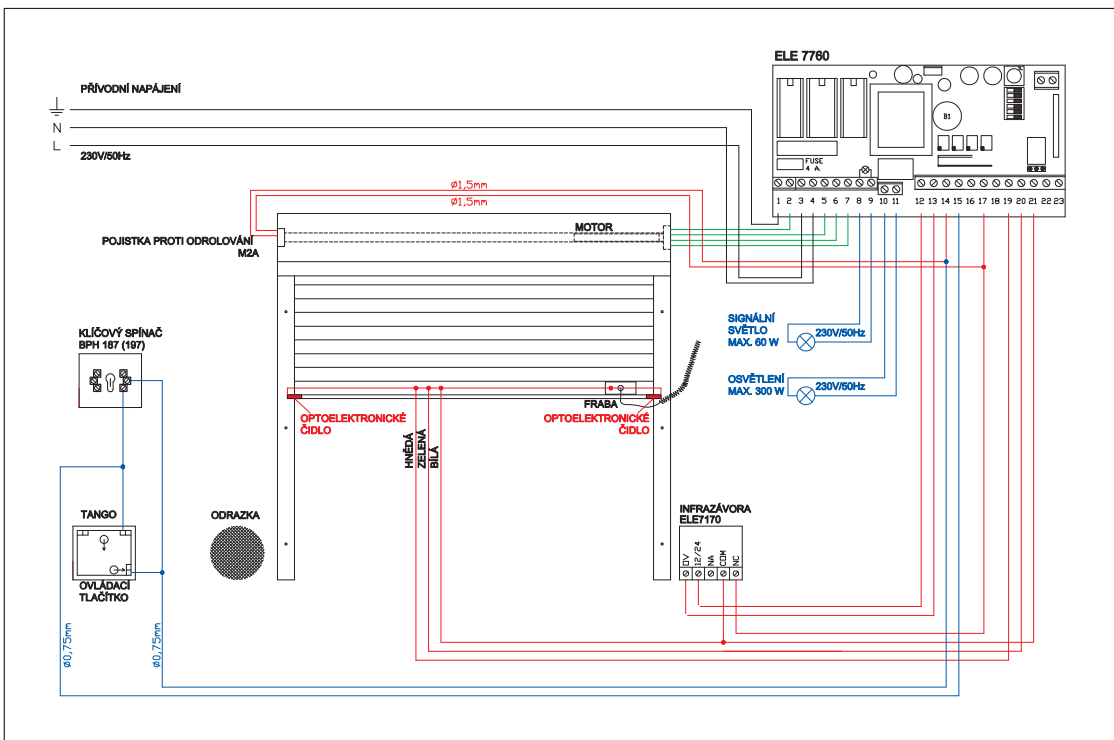 ELE 7760
PŘÍVODNÍ NAPÁJENÍ
N
L
230V/50Hz
B1
FUSE
4 A.
1 2 3 4 5 6 7 8 9 10 11 12 13 14 15 16 17 18 19 20 21 22 23
Ø1,5mm
Ø1,5mm
POJISTKA PROTI ODROLOVÁNÍ
M2A
MOTOR
KLÍČOVÝ SPÍNAČ
BPH 187 (197)
SIGNÁLNÍ
SVĚTLO
MAX. 60 W
230V/50Hz
OSVĚTLENÍ
MAX. 300 W
230V/50Hz
FRABA
OPTOELEKTRONICKÉ
ČIDLO
OPTOELEKTRONICKÉ
ČIDLO
HNĚDÁ
ZELENÁ
BÍLÁ
TANGO
OVLÁDACÍ
TLAČÍTKO
ODRAZKA
INFRAZÁVORA
ELE7170
0V
12/24
NA
COM
NC
Ø0,75mm
Ø0,75mm